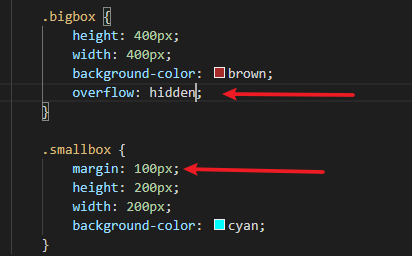 .bigbox {
height: 400px;
width: 400px;
background-color: brown;
overflow: hidden;
}
.smallbox {
margin: 100px;
height: 200px;
width: 200px;
background-color: cyan;
}